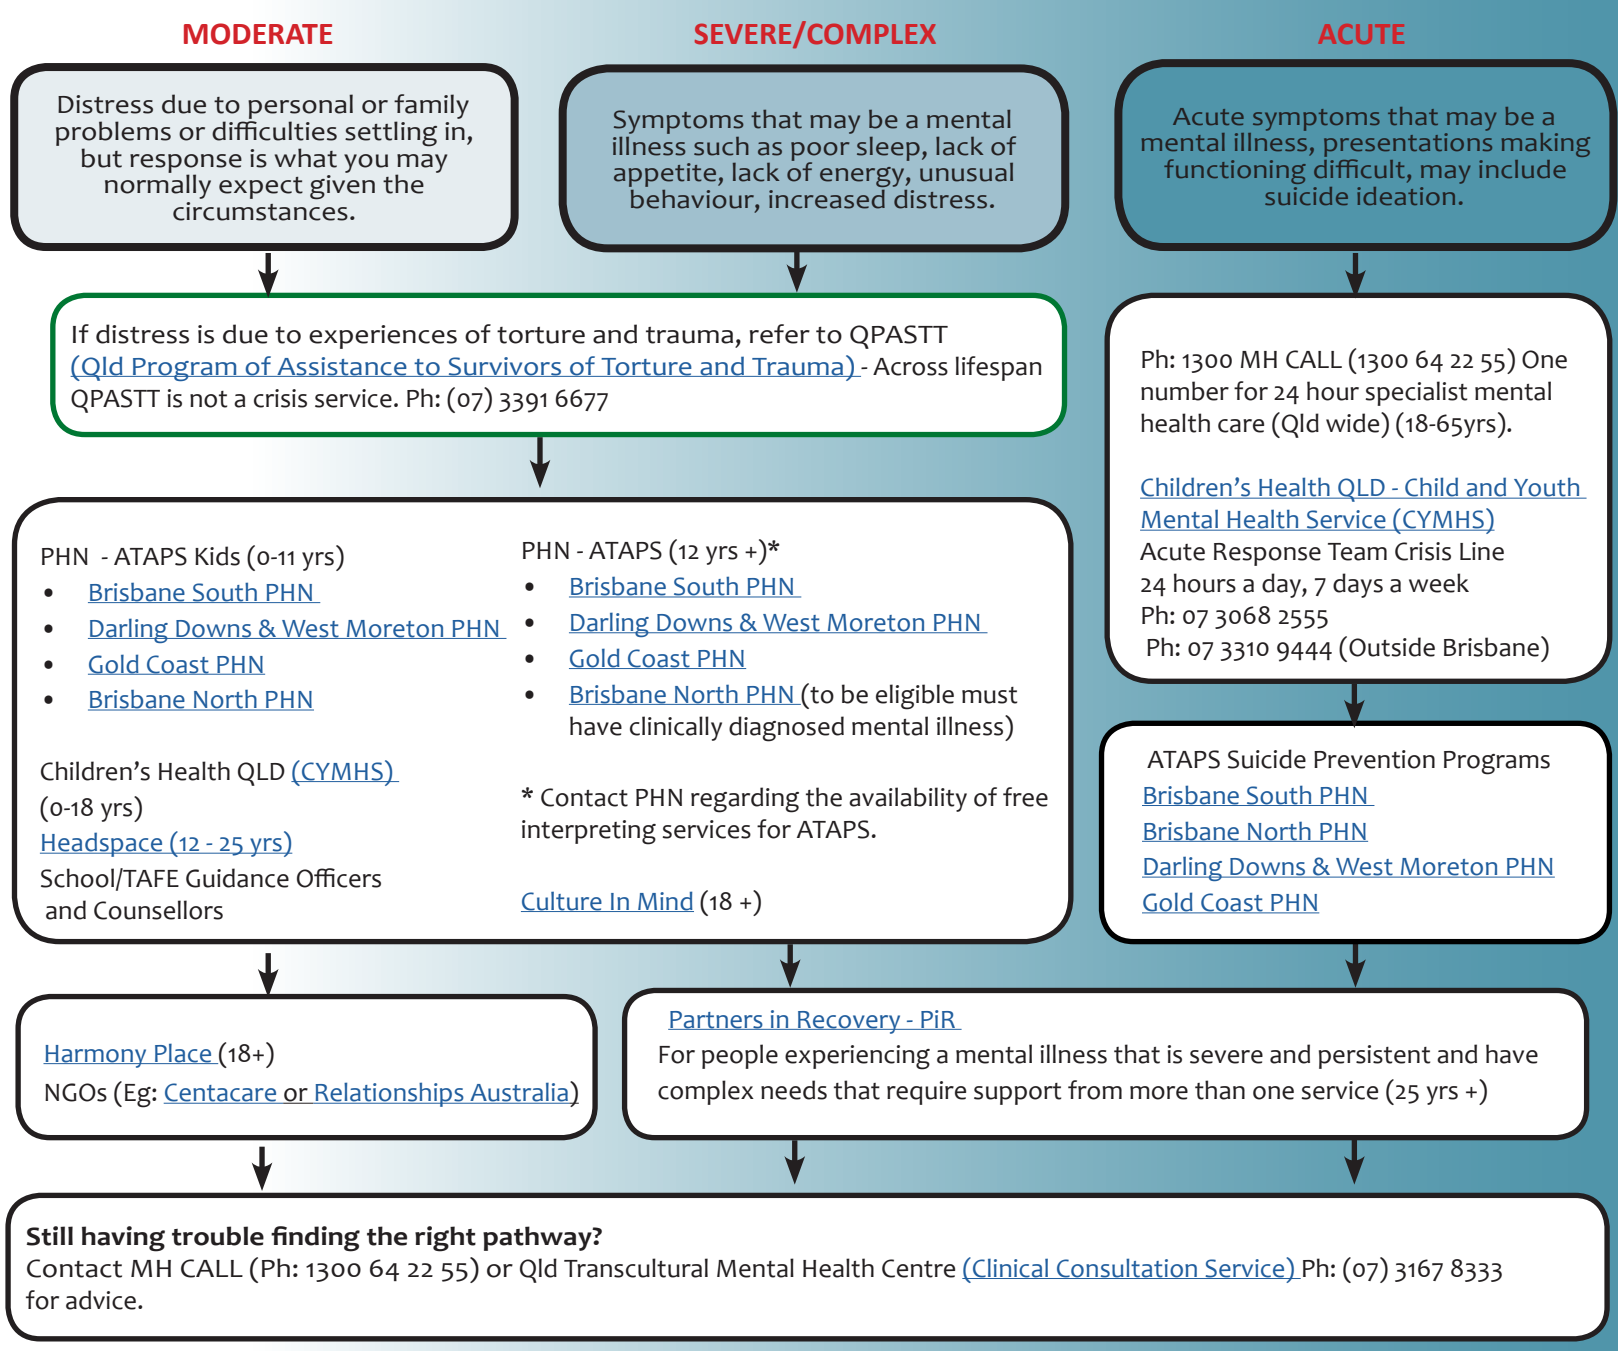 MODERATE
SEVERE/COMPLEX
ACUTE
Distress due to personal or family
problems or difficulties settling in,
but response is what you may
normally expect given the
circumstances.
Symptoms that may be a mental
illness such as poor sleep, lack of
appetite, lack of energy, unusual
behaviour, increased distress.
Acute symptoms that may be a
mental illness, presentations making
functioning difficult, may include
suicide ideation.
If distress is due to experiences of torture and trauma, refer to QPASTT
(Qld Program of Assistance to Survivors of Torture and Trauma) - Across lifespan
QPASTT is not a crisis service. Ph: (07) 3391 6677
Ph: 1300 MH CALL (1300 64 22 55) One
number for 24 hour specialist mental
health care (Qld wide) (18-65yrs).
Children's Health QLD - Child and Youth
Mental Health Service (CYMHS)
Acute Response Team Crisis Line
24 hours a day, 7 days a week
Ph: 07 3068 2555
Ph: 07 3310 9444 (Outside Brisbane)
PHN - ATAPS Kids (0-11 yrs)
• Brisbane South PHN
• Darling Downs & West Moreton PHN
• Gold Coast PHN
• Brisbane North PHN
Children's Health QLD (CYMHS)
(0-18 yrs)
Headspace (12 - 25 yrs)
School/TAFE Guidance Officers
and Counsellors
PHN - ATAPS (12 yrs +)*
• Brisbane South PHN
• Darling Downs & West Moreton PHN
• Gold Coast PHN
• Brisbane North PHN (to be eligible must
have clinically diagnosed mental illness)
* Contact PHN regarding the availability of free
interpreting services for ATAPS.
Culture In Mind (18 +)
ATAPS Suicide Prevention Programs
Brisbane South PHN
Brisbane North PHN
Darling Downs & West Moreton PHN
Gold Coast PHN
Harmony Place (18+)
NGOs (Eg: Centacare or Relationships Australia)
Partners in Recovery - PiR
For people experiencing a mental illness that is severe and persistent and have
complex needs that require support from more than one service (25 yrs +)
Still having trouble finding the right pathway?
Contact MH CALL (Ph: 1300 64 22 55) or Qld Transcultural Mental Health Centre (Clinical Consultation Service) Ph: (07) 3167 8333
for advice.